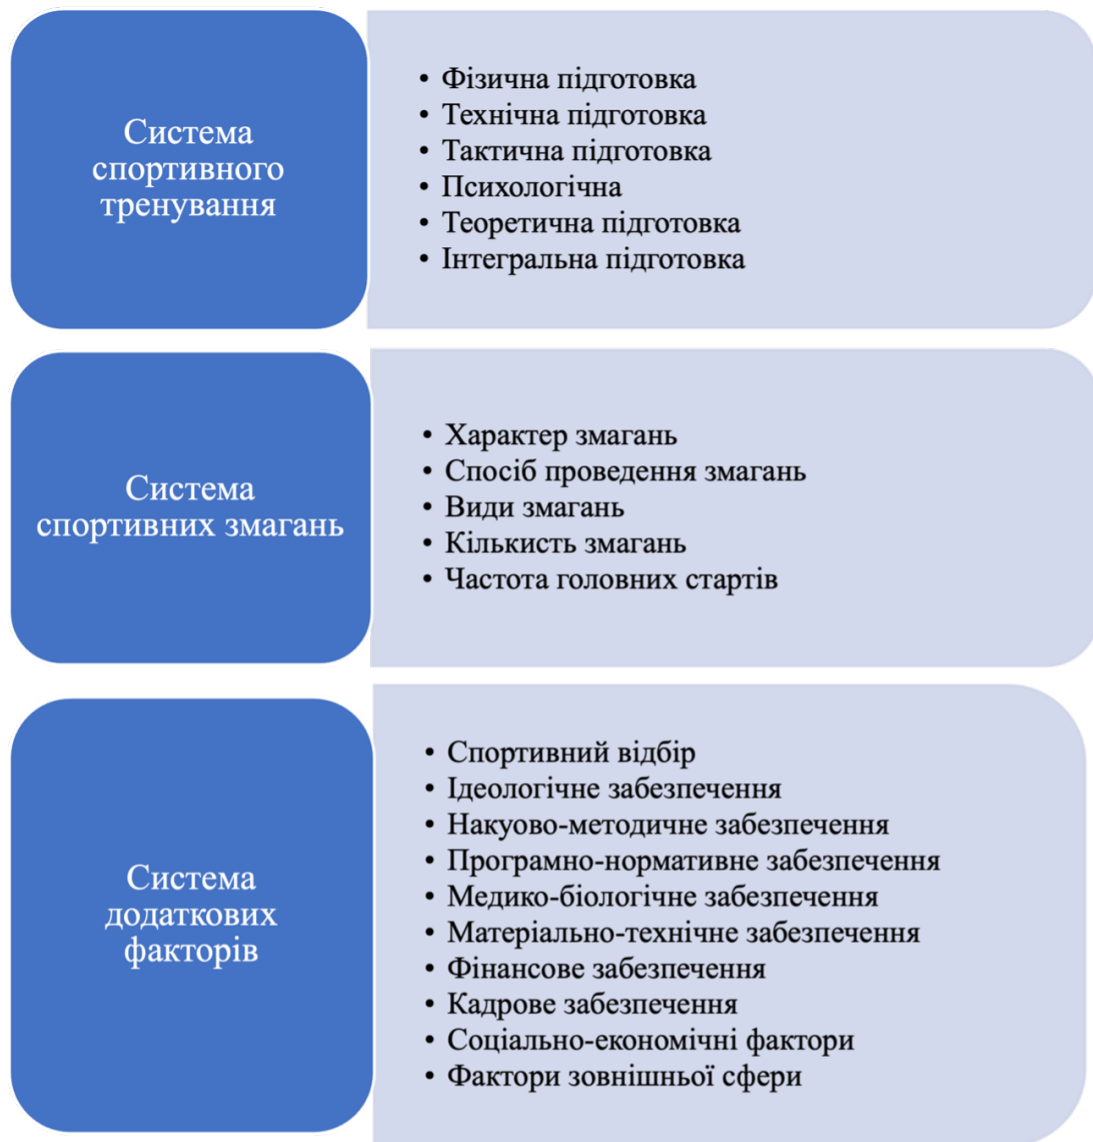 Система
спортивного
тренування
• Фізична підготовка
• Технічна підготовка
• Тактична підготовка
• Психологічна
• Теоретична підготовка
• Інтегральна підготовка
Система
спортивних змагань
• Характер змагань
• Спосіб проведення змагань
• Види змагань
• Кількисть змагань
• Частота головних стартів
Система
додаткових
факторів
• Спортивний відбір
• Ідеологічне забезпечення
• Накуово-методичне забезпечення
• Програмно-нормативне забезпечення
• Медико-біологічне забезпечення
• Матеріально-технічне забезпечення
• Фінансове забезпечення
• Кадрове забезпечення
• Соціально-економічні фактори
• Фактори зовнішньої сфери